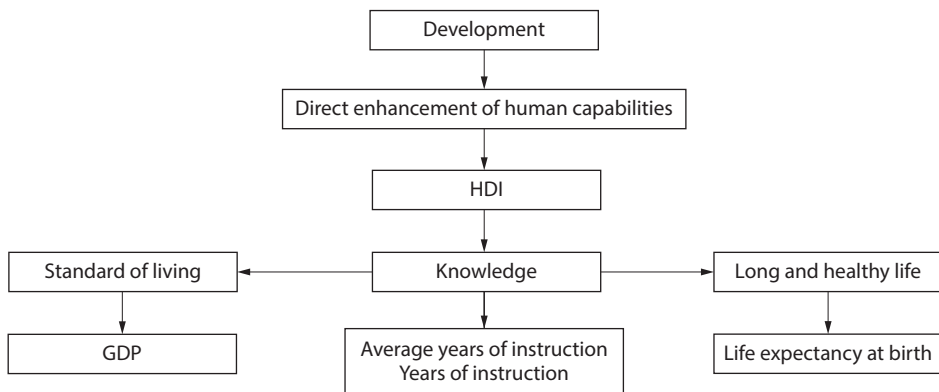 Development
Direct enhancement of human capabilities
HDI
Standard of living
Knowledge
Long and healthy life
GDP
Average years of instruction
Years of instruction
Life expectancy at birth